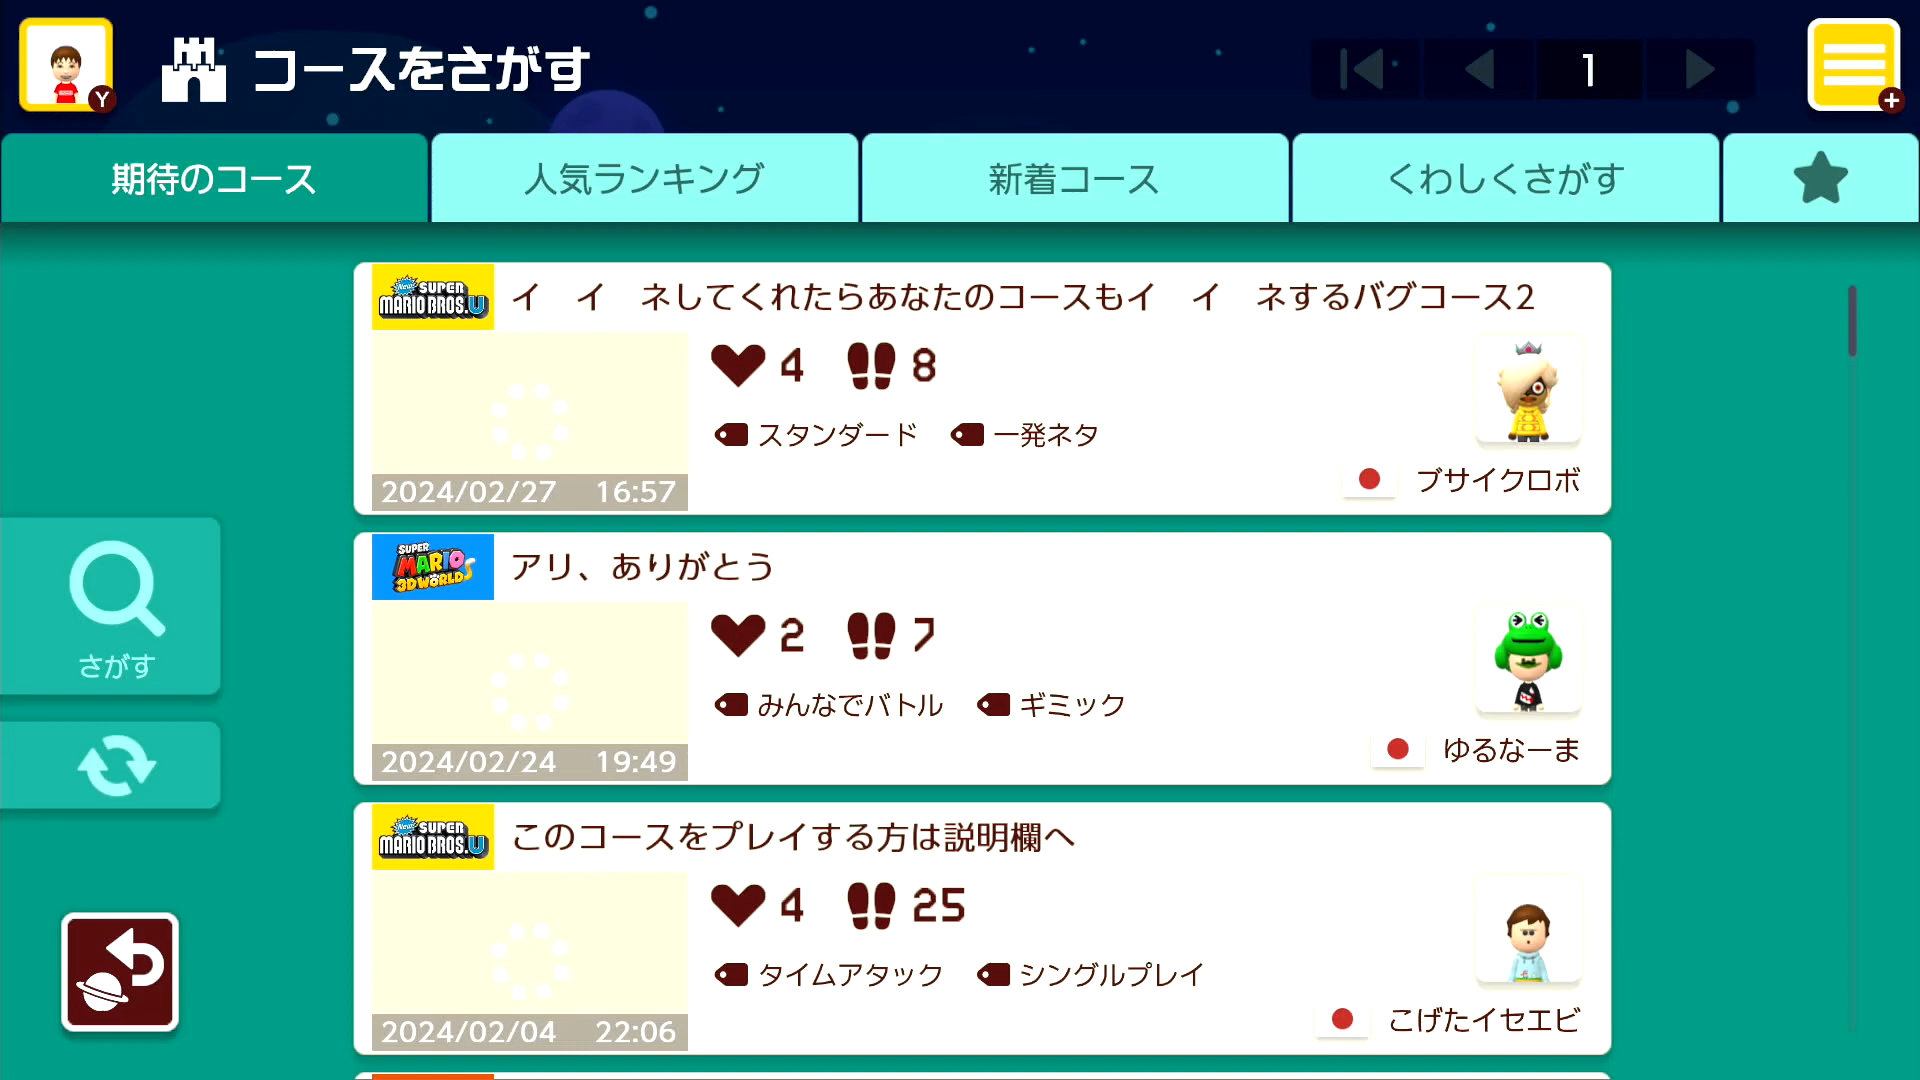 Y
コースをさがす
1
+
期待のコース
人気ランキング
新着コース
くわしくさがす
New SUPER MARIO BROS. U
イ　イ　ネしてくれたらあなたのコースもイ　イ　ネするバグコース2
4 8
スタンダード 一発ネタ
2024/02/27 16:57
ブサイクロボ
SUPER MARIO 3D WORLD
アリ、ありがとう
2 7
みんなでバトル ギミック
2024/02/24 19:49
ゆるなーま
さがす
New SUPER MARIO BROS. U
このコースをプレイする方は説明欄へ
4 25
タイムアタック シングルプレイ
2024/02/04 22:06
こげたイセエビ